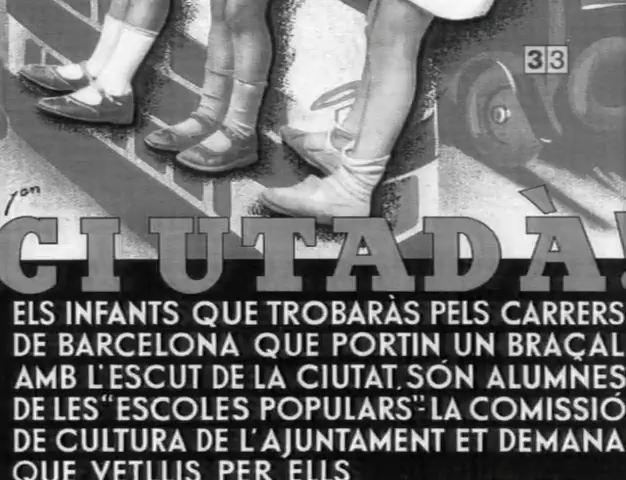 33
yan
CIUTADÀ!
ELS INFANTS QUE TROBARÀS PELS CARRERS
DE BARCELONA QUE PORTIN UN BRAÇAL
AMB L'ESCUT DE LA CIUTAT, SÓN ALUMNES
DE LES "ESCOLES POPULARS":- LA COMISSIÓ
DE CULTURA DE L'AJUNTAMENT ET DEMANA
QUE VETLLIS PER ELLS